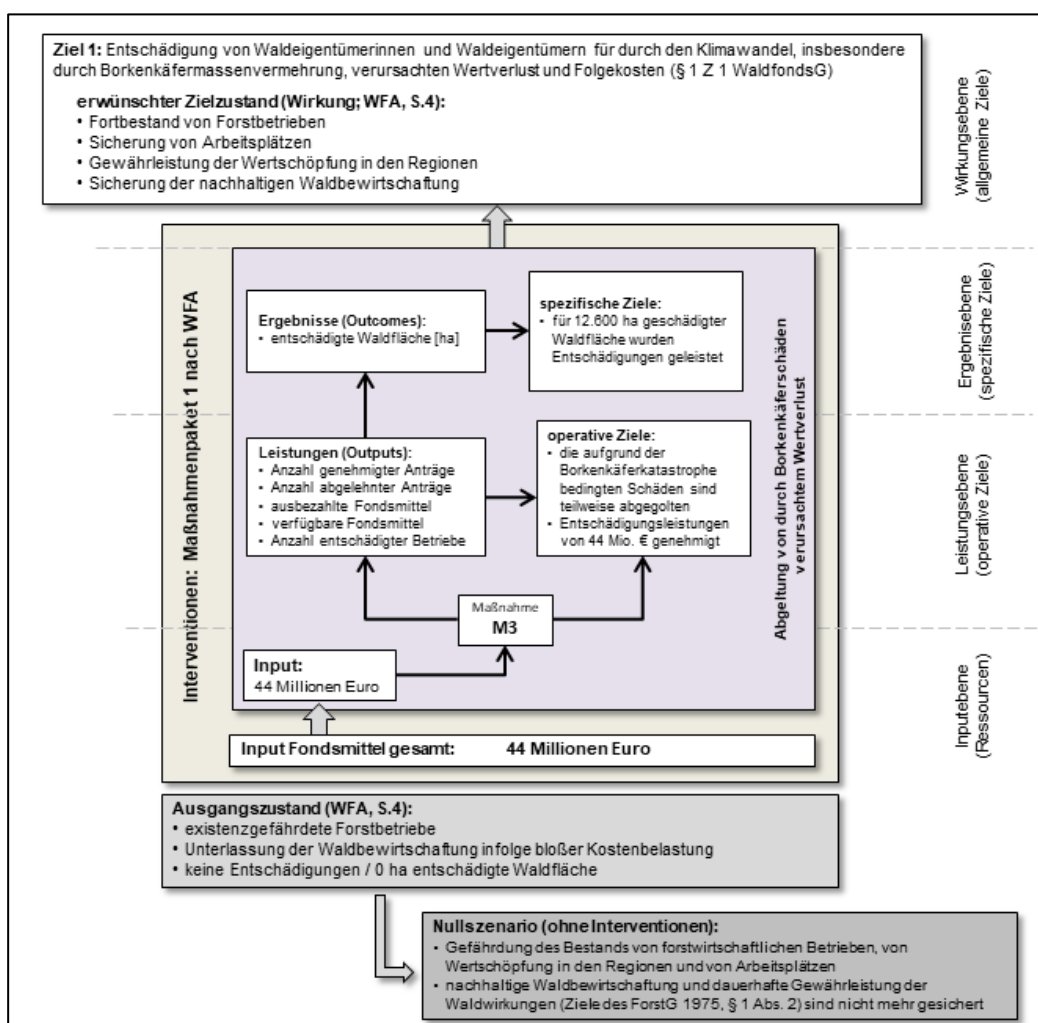 Ziel 1: Entschädigung von Waldeigentümerinnen und Waldeigentümern für durch den Klimawandel, insbesondere
durch Borkenkäfermassenvermehrung, verursachten Wertverlust und Folgekosten (§ 1 Z 1 WaldfondsG)
erwünschter Zielzustand (Wirkung; WFA, S.4):
• Fortbestand von Forstbetrieben
• Sicherung von Arbeitsplätzen
• Gewährleistung der Wertschöpfung in den Regionen
• Sicherung der nachhaltigen Waldbewirtschaftung
Wirkungsebene
(allgemeine Ziele)
Interventionen: Maßnahmenpaket 1 nach WFA
Ergebnisse (Outcomes):
• entschädigte Waldfläche [ha]
spezifische Ziele:
• für 12.600 ha geschädigter
Waldfläche wurden
Entschädigungen geleistet
Ergebnisebene
(spezifische Ziele)
Leistungen (Outputs):
• Anzahl genehmigter Anträge
• Anzahl abgelehnter Anträge
• ausbezahlte Fondsmittel
• verfügbare Fondsmittel
• Anzahl entschädigter Betriebe
operative Ziele:
• die aufgrund der
Borkenkäferkatastrophe
bedingten Schäden sind
teilweise abgegolten
• Entschädigungsleistungen
von 44 Mio. € genehmigt
Abgeltung von durch Borkenkäferschäden
verursachtem Wertverlust
Leistungsebene
(operative Ziele)
Maßnahme
M3
Input:
44 Millionen Euro
Inputebene
(Ressourcen)
Input Fondsmittel gesamt: 44 Millionen Euro
Ausgangszustand (WFA, S.4):
• existenzgefährdete Forstbetriebe
• Unterlassung der Waldbewirtschaftung infolge bloßer Kostenbelastung
• keine Entschädigungen / 0 ha entschädigte Waldfläche
Nullszenario (ohne Interventionen):
• Gefährdung des Bestands von forstwirtschaftlichen Betrieben, von
Wertschöpfung in den Regionen und von Arbeitsplätzen
• nachhaltige Waldbewirtschaftung und dauerhafte Gewährleistung der
Waldwirkungen (Ziele des ForstG 1975, § 1 Abs. 2) sind nicht mehr gesichert